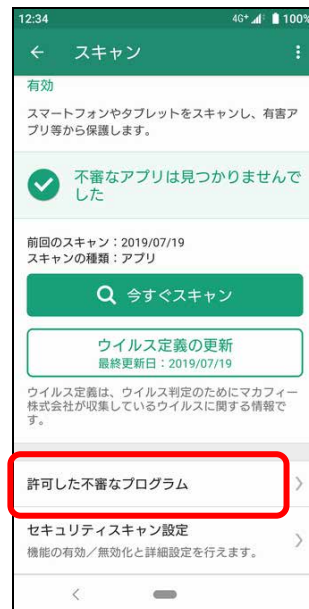 12:34 4G+ 100%
スキャン
有効
スマートフォンやタブレットをスキャンし、有害ア
プリ等から保護します。
不審なアプリは見つかりませんで
した
前回のスキャン：2019/07/19
スキャンの種類：アプリ
今すぐスキャン
ウイルス定義の更新
最終更新日：2019/07/19
ウイルス定義は、ウイルス判定のためにマカフィー
株式会社が収集しているウイルスに関する情報で
す。
許可した不審なプログラム
セキュリティスキャン設定
機能の有効／無効化と詳細設定を行えます。